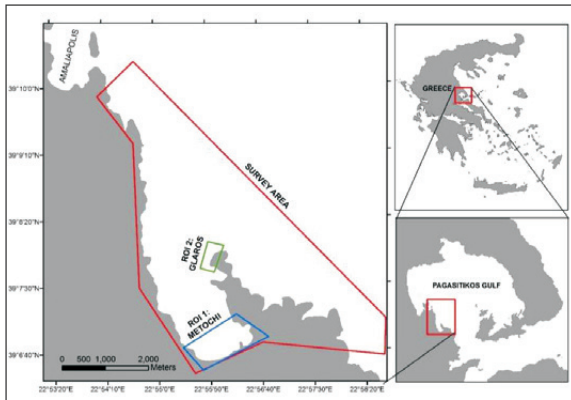 AMALIAPOLIS
39°10'0"N
39°9'10"N
39°8'20"N
39°7'30"N
39°6'40"N
SURVEY AREA
ROI 2:
GLAROS
ROI 1:
METOCHI
0 500 1,000 2,000
Meters
22°53'20"E 22°54'10"E 22°55'0"E 22°55'50"E 22°56'40"E 22°57'30"E 22°58'20"E
GREECE
PAGASITIKOS GULF